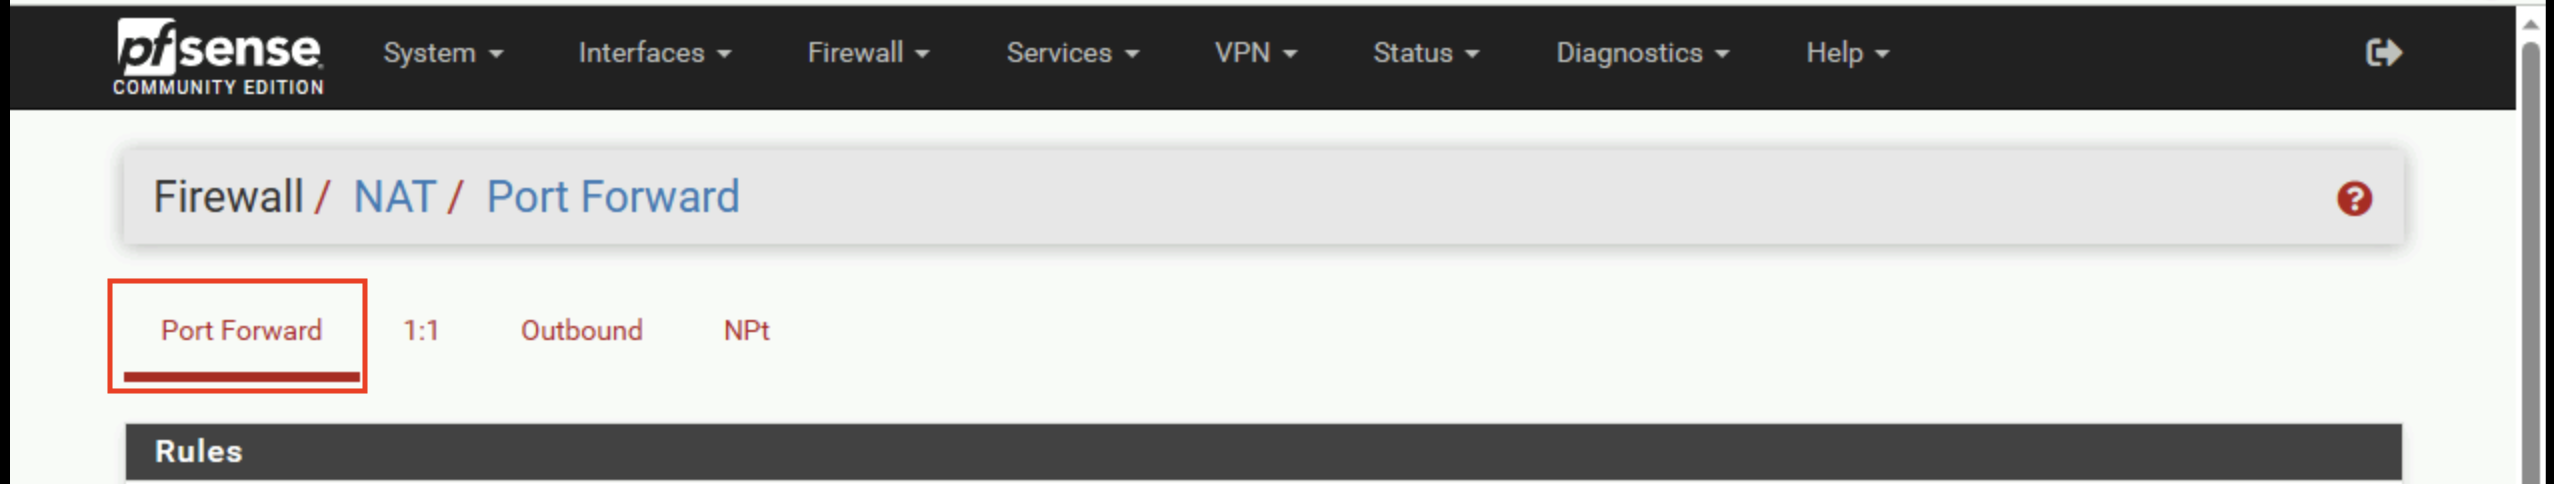 pfsense System Interfaces Firewall Services VPN Status Diagnostics Help
COMMUNITY EDITION
Firewall / NAT / Port Forward ?
Port Forward 1:1 Outbound NPt
Rules